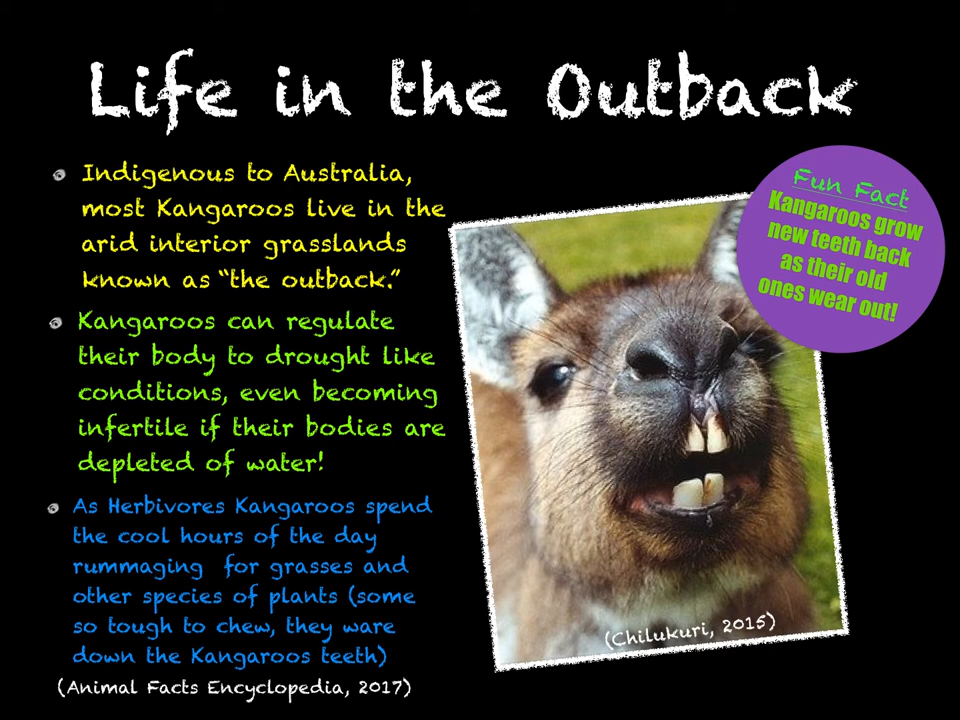 Life in the Outback
Indigenous to Australia,
most Kangaroos live in the
arid interior grasslands
known as “the outback.”
Kangaroos can regulate
their body to drought like
conditions, even becoming
infertile if their bodies are
depleted of water!
As Herbivores Kangaroos spend
the cool hours of the day
rummaging  for grasses and
other species of plants (some
so tough to chew, they ware
down the Kangaroos teeth)
(Animal Facts Encyclopedia, 2017)
Fun Fact
Kangaroos grow
new teeth back
as their old
ones wear out!
(Chilukuri, 2015)